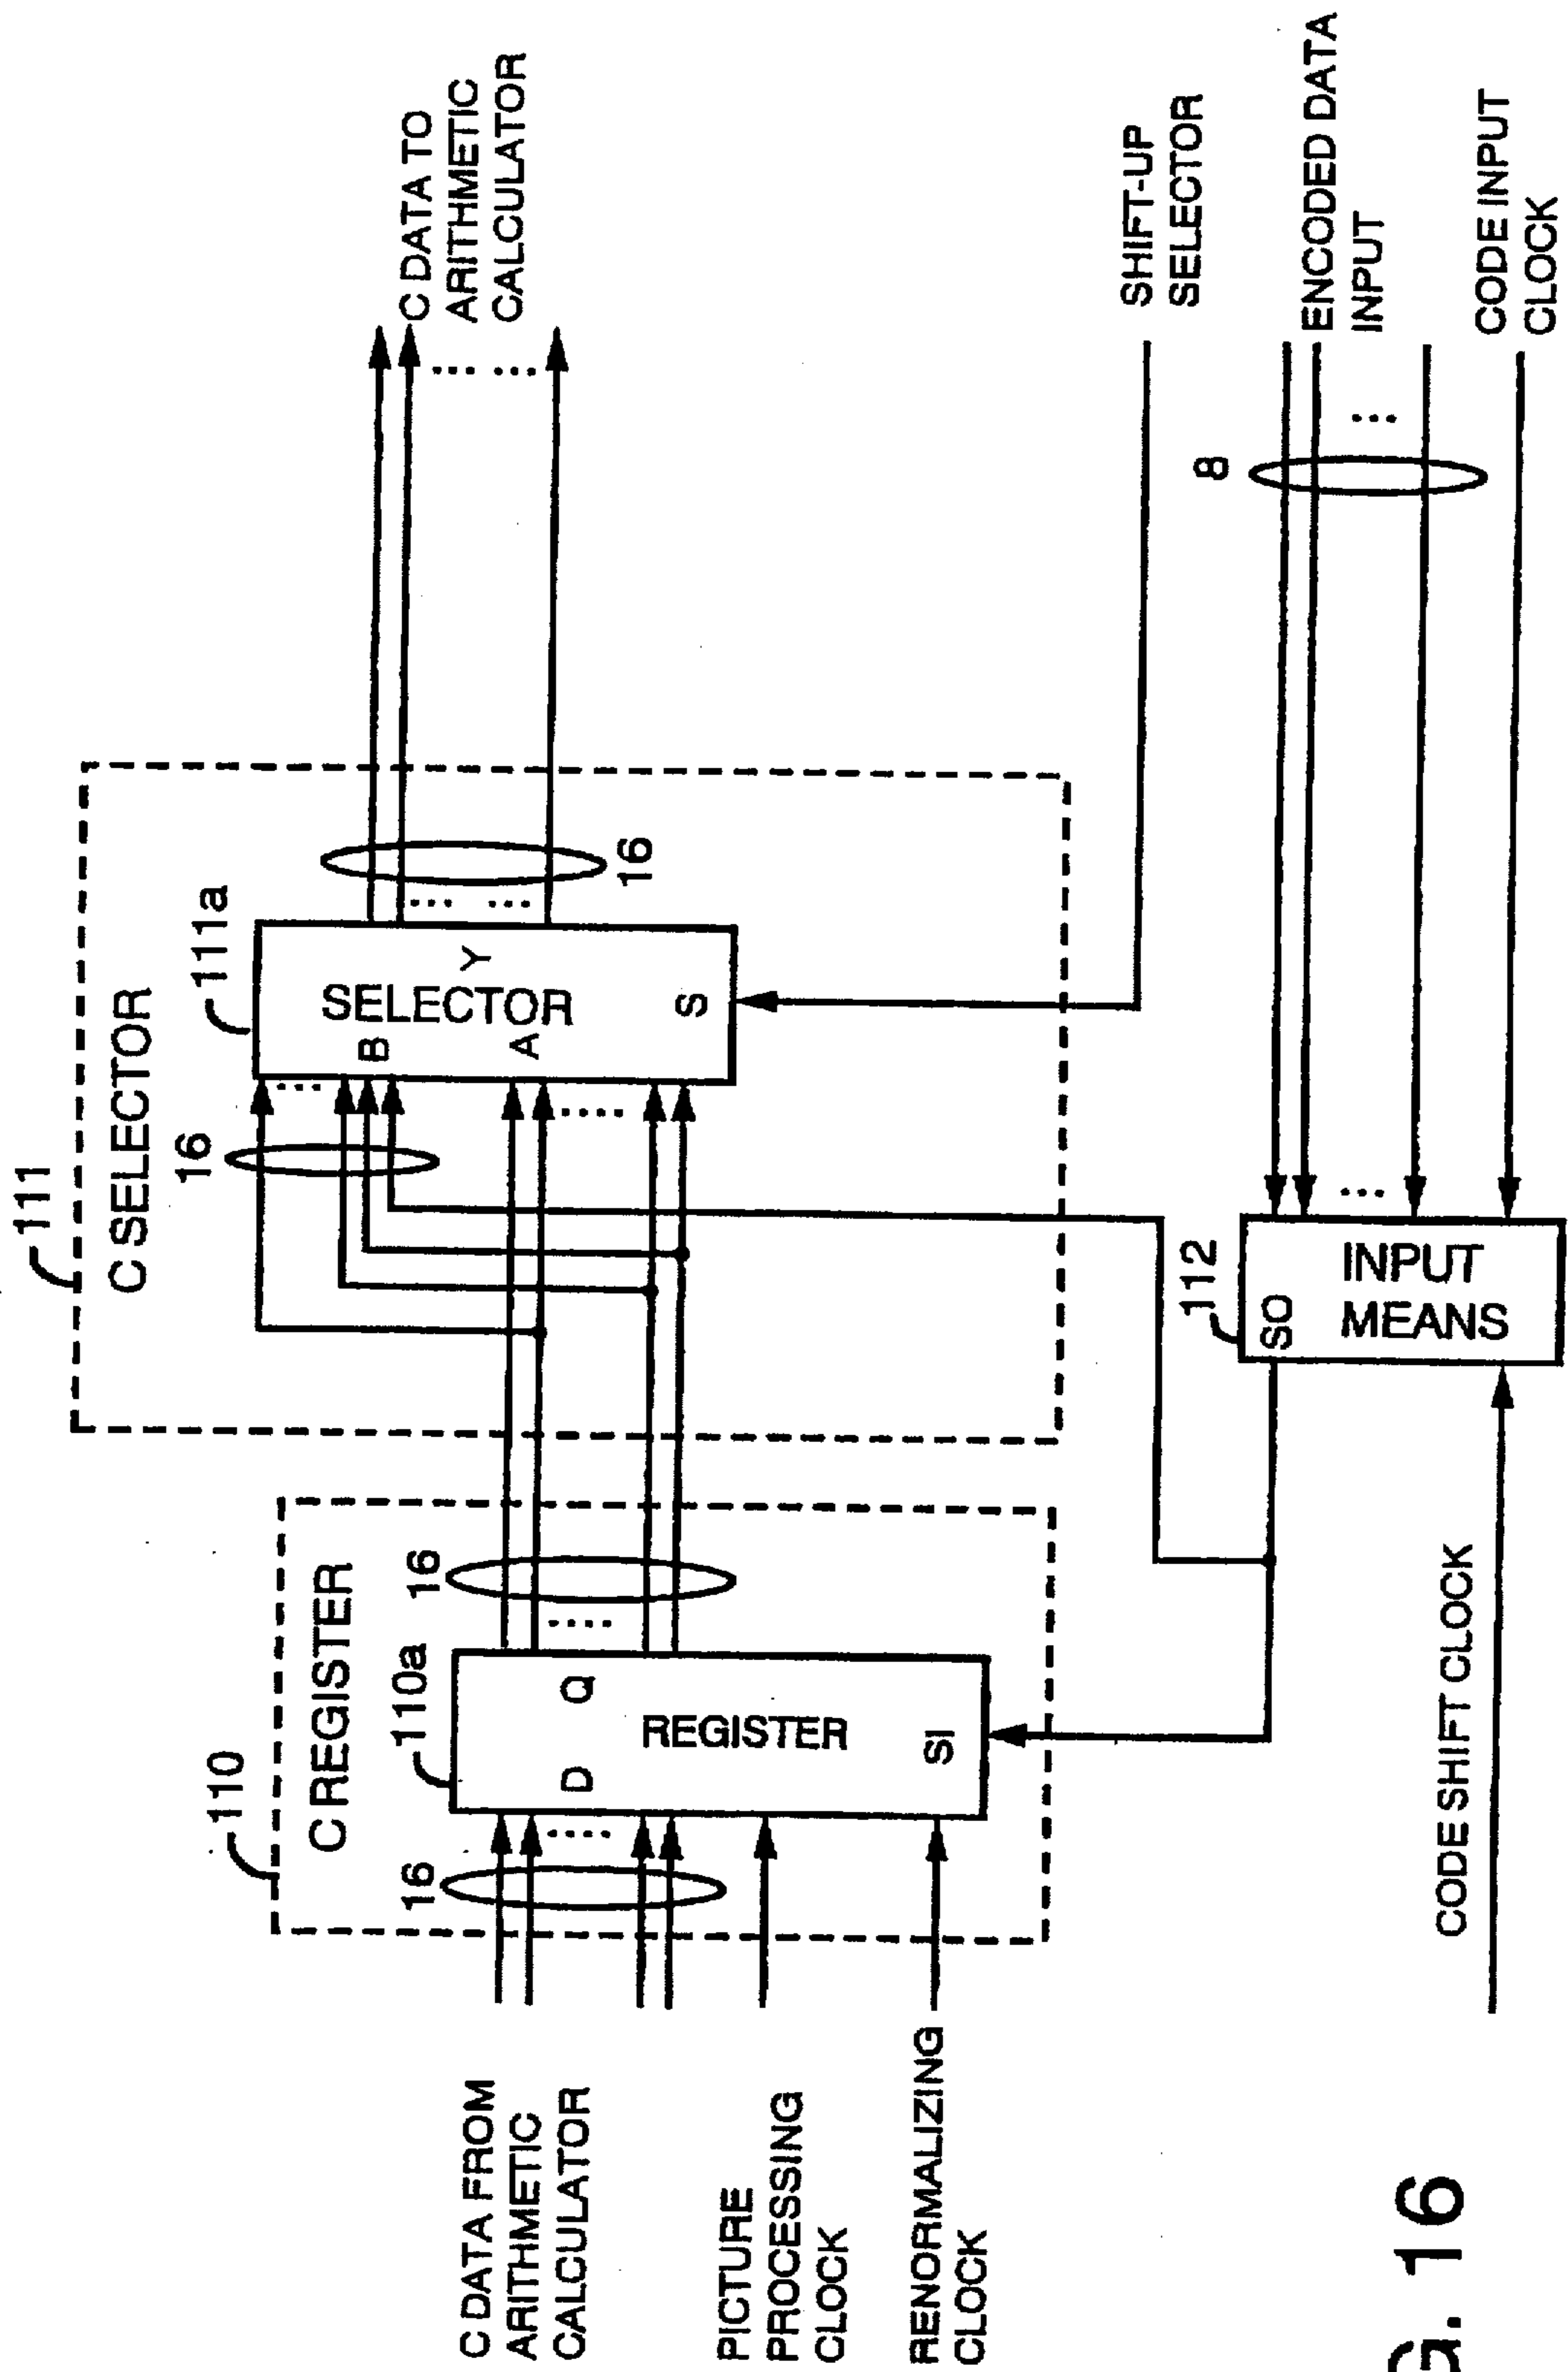 111
C SELECTOR
16
111a
B
SELECTOR
A
Y
S
16
C DATA TO
ARITHMETIC
CALCULATOR
110
C REGISTER
16
110a
16
D
Q
REGISTER
SI
C DATA FROM
ARITHMETIC
CALCULATOR
PICTURE
PROCESSING
CLOCK
RENORMALIZING
CLOCK
SHIFT-UP
SELECTOR
8
ENCODED DATA
INPUT
CODE INPUT
CLOCK
112
SO
INPUT
MEANS
CODE SHIFT CLOCK
G. 16